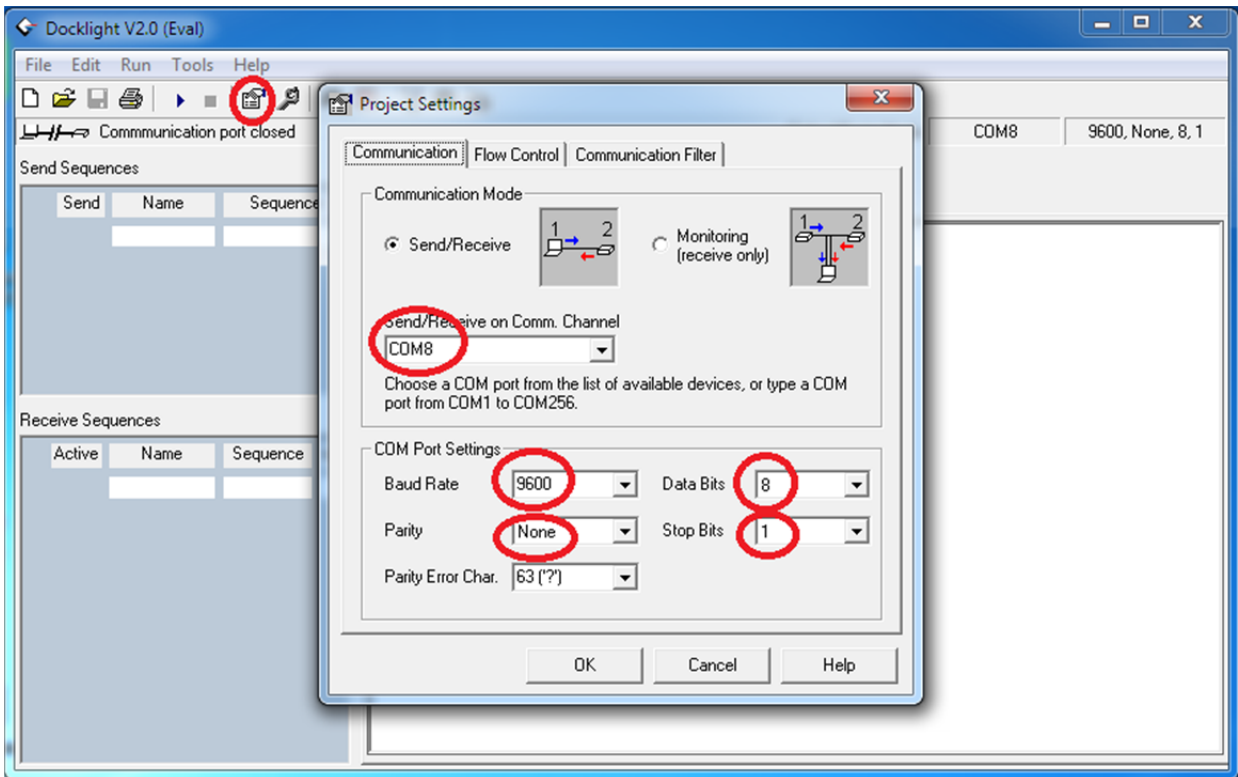 Docklight V2.0 (Eval)
File Edit Run Tools Help
Commmunication port closed
COM8 9600, None, 8, 1
Send Sequences
Send Name Sequence
Receive Sequences
Active Name Sequence
Project Settings
Communication Flow Control Communication Filter
Communication Mode
Send/Receive
1 2
Monitoring
(receive only)
1 2
Send/Receive on Comm. Channel
COM8
Choose a COM port from the list of available devices, or type a COM
port from COM1 to COM256.
COM Port Settings
Baud Rate 9600 Data Bits 8
Parity None Stop Bits 1
Parity Error Char. 63 ('?')
OK Cancel Help